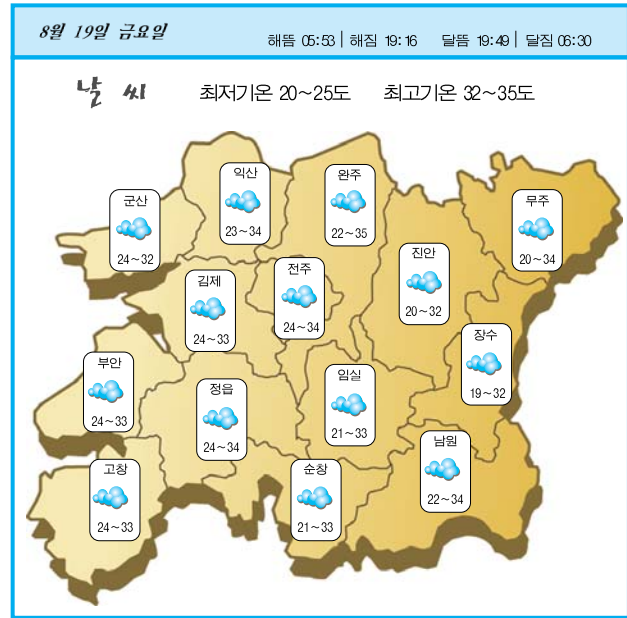 8월 19일 금요일
해뜸 05:53 | 해짐 19:16 달뜸 19:49 | 달짐 06:30
날 씨 최저기온 20~25도 최고기온 32~35도
익산
23~34
완주
22~35
군산
24~32
무주
20~34
진안
20~32
전주
24~34
김제
24~33
장수
19~32
부안
24~33
임실
21~33
정읍
24~34
남원
22~34
고창
24~33
순창
21~33